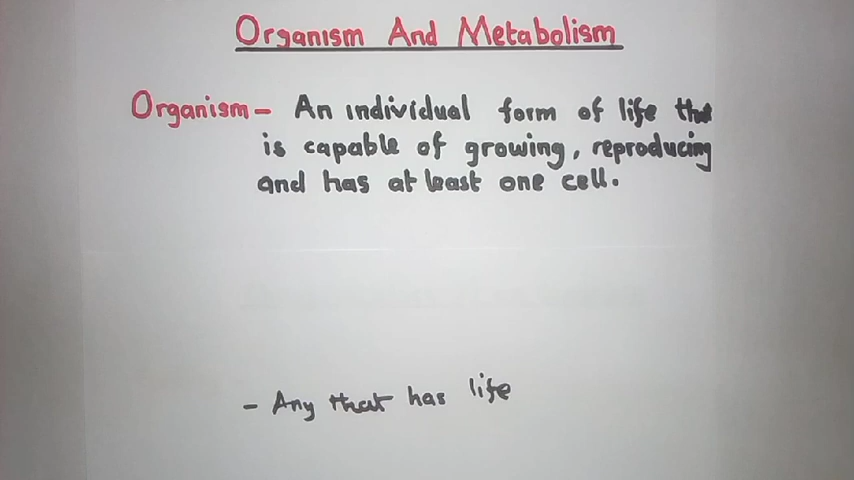 Organism And Metabolism
Organism - An individual form of life that
is capable of growing, reproducing
and has at least one cell.
- Any that has life